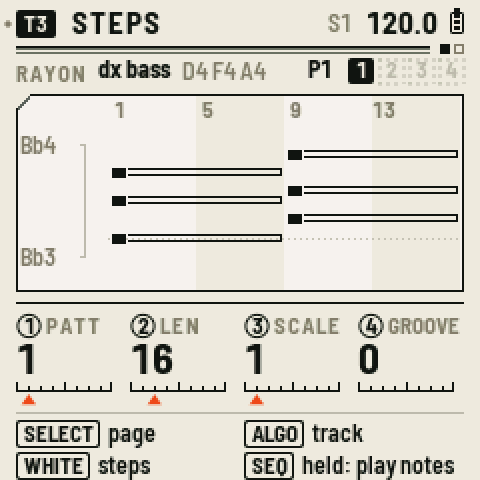 T3 STEPS S1 120.0
RAYON dx bass D4 F4 A4 P1 1 2 3 4
1 5 9 13
Bb4
Bb3
1 PATT 2 LEN 3 SCALE 4 GROOVE
1 16 1 0
SELECT page ALGO track
WHITE steps SEQ held: play notes